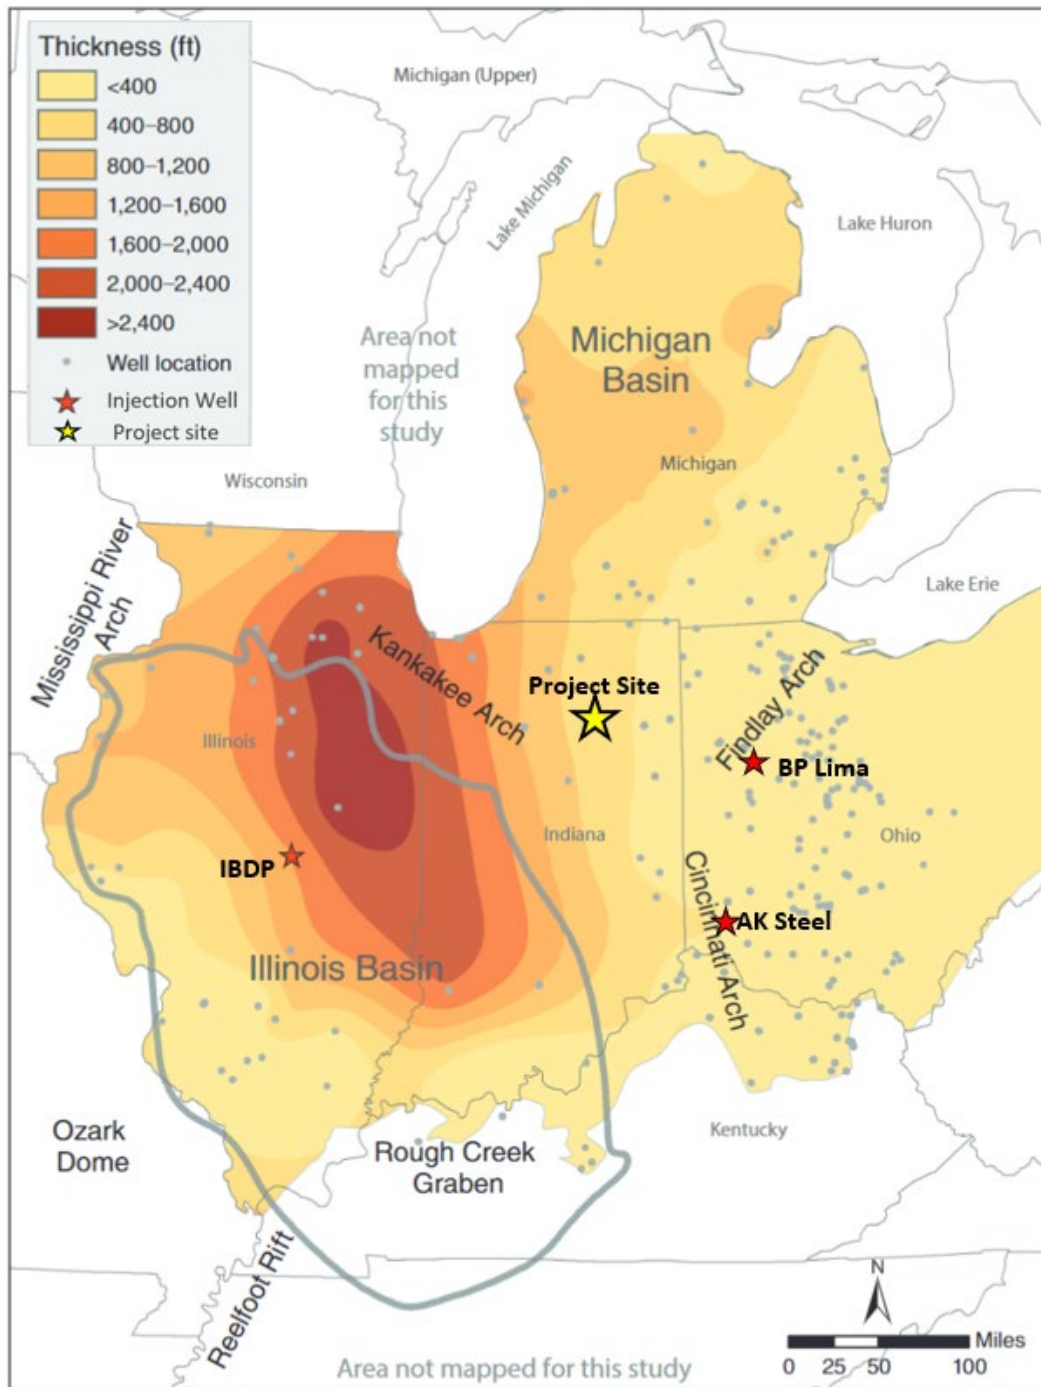 Thickness (ft)
<400
400–800
800–1,200
1,200–1,600
1,600–2,000
2,000–2,400
>2,400
Well location
Injection Well
Project site
Michigan (Upper)
Lake Michigan
Lake Huron
Area not
mapped
for this
study
Michigan
Basin
Michigan
Wisconsin
Lake Erie
Mississippi River
Arch
Kankakee Arch
Project Site
Findlay Arch
Illinois
BP Lima
Indiana
Ohio
IBDP
Cincinnati Arch
AK Steel
Illinois Basin
Ozark
Dome
Rough Creek
Graben
Kentucky
Reelfoot Rift
N
Miles
0 25 50 100
Area not mapped for this study